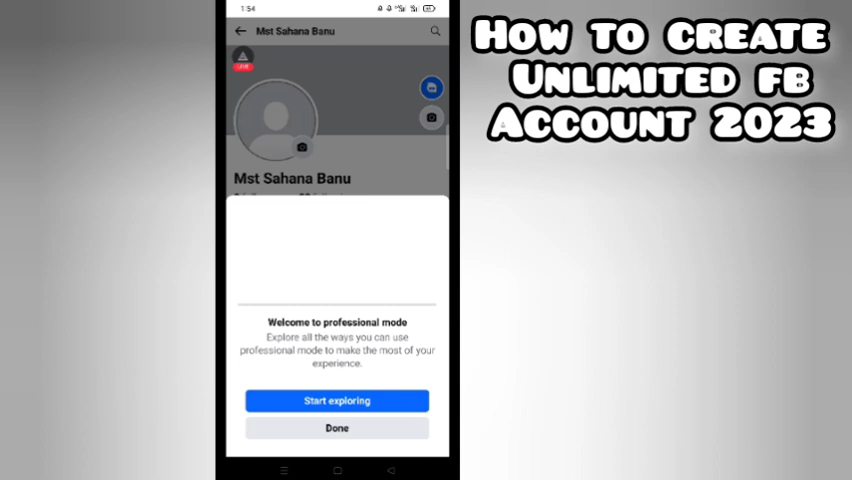 1:54
Mst Sahana Banu
LIVE
Mst Sahana Banu
Welcome to professional mode
Explore all the ways you can use
professional mode to make the most of your
experience.
Start exploring
Done
How to create
Unlimited fb
Account 2023